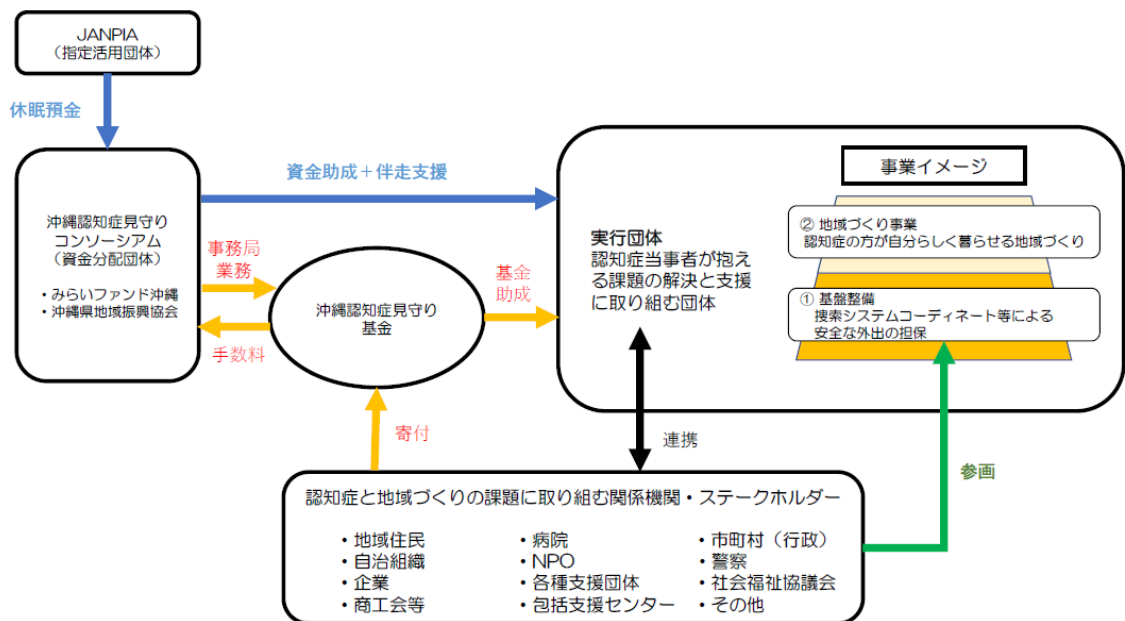 JANPIA
（指定活用団体）
休眠預金
沖縄認知症見守り
コンソーシアム
（資金分配団体）
・みらいファンド沖縄
・沖縄県地域振興協会
資金助成＋伴走支援
事務局
業務
手数料
沖縄認知症見守り
基金
基金
助成
寄付
実行団体
認知症当事者が抱え
る課題の解決と支援
に取り組む団体
事業イメージ
② 地域づくり事業
認知症の方が自分らしく暮らせる地域づくり
① 基盤整備
捜索システムコーディネート等による
安全な外出の担保
連携
参画
認知症と地域づくりの課題に取り組む関係機関・ステークホルダー
・地域住民
・自治組織
・企業
・商工会等
・病院
・NPO
・各種支援団体
・包括支援センター
・市町村（行政）
・警察
・社会福祉協議会
・その他